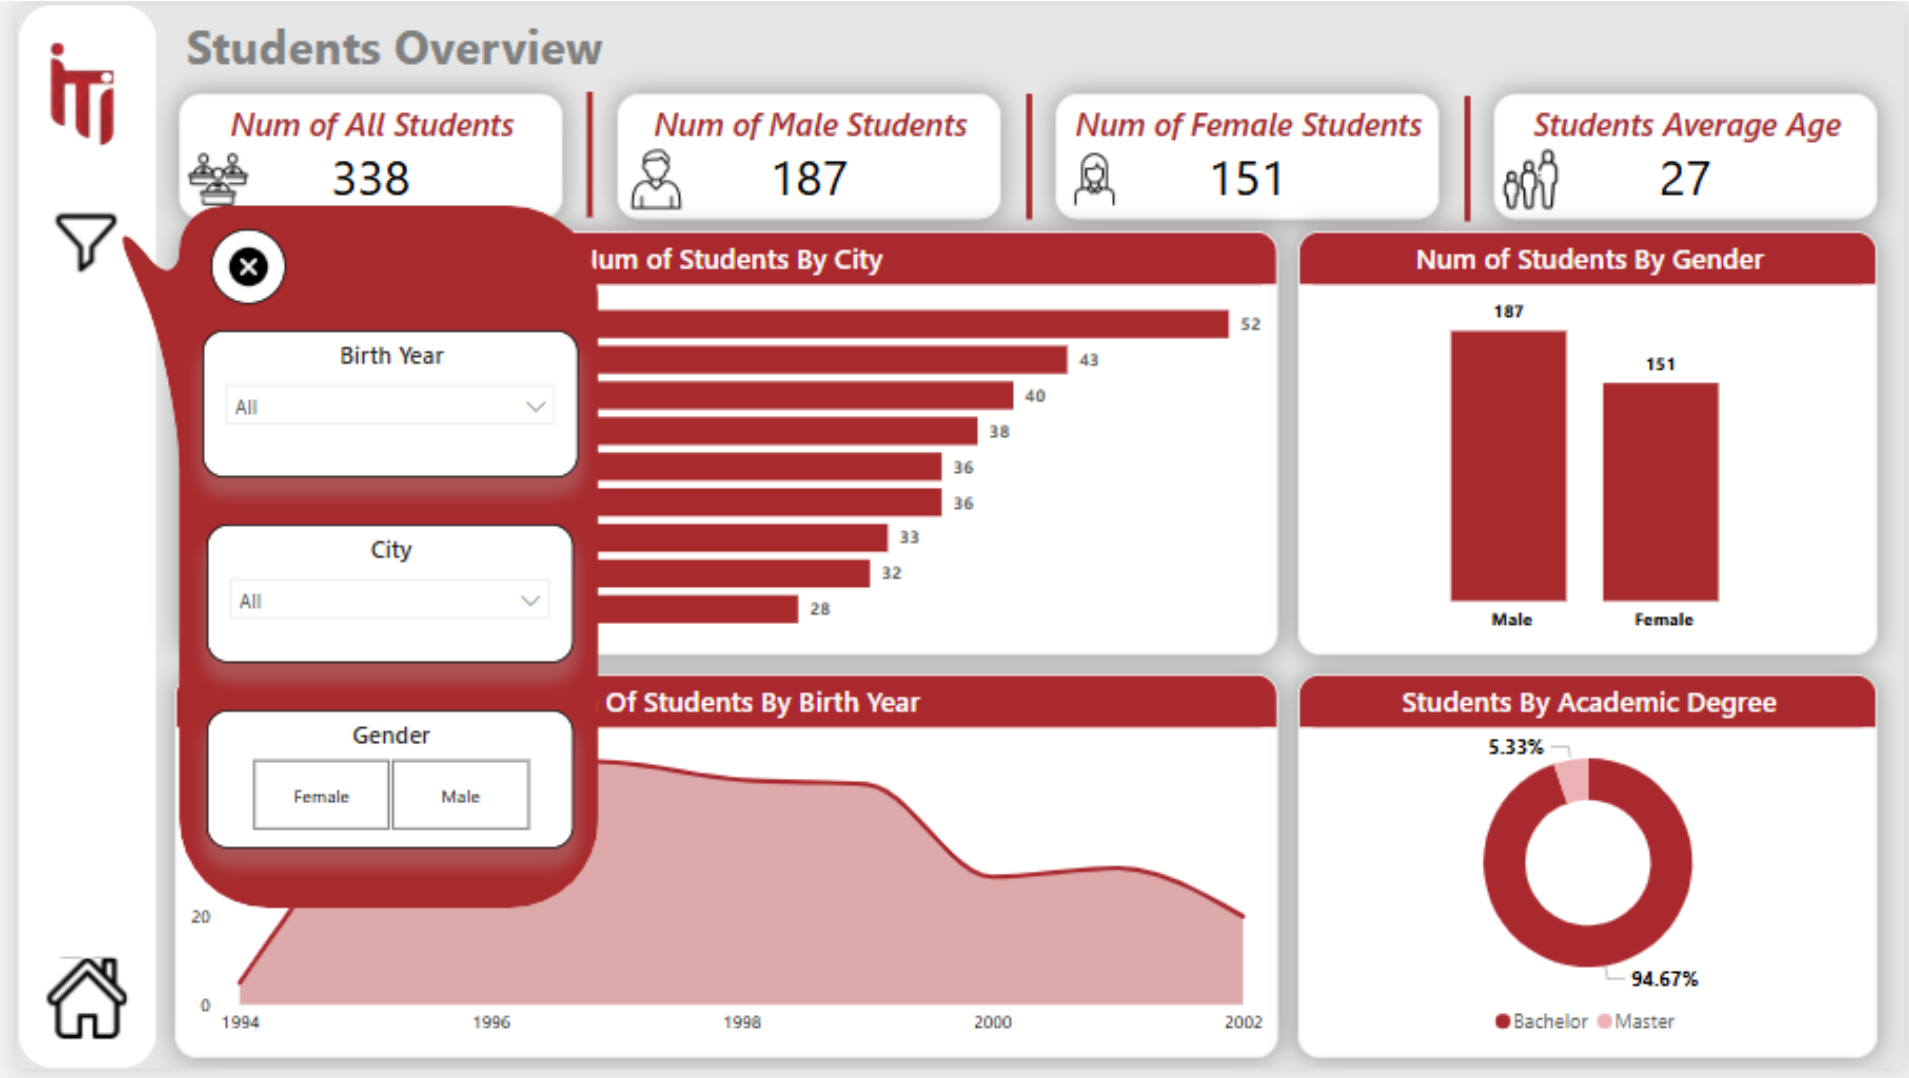 iTi
Students Overview
Num of All Students
338
Num of Male Students
187
Num of Female Students
151
Students Average Age
27
Birth Year
All
City
All
Gender
Female
Male
of Students By City
52
43
40
38
36
36
33
32
28
Num of Students By Gender
187
151
Male
Female
Of Students By Birth Year
20
0
1994
1996
1998
2000
2002
Students By Academic Degree
5.33%
94.67%
Bachelor
Master